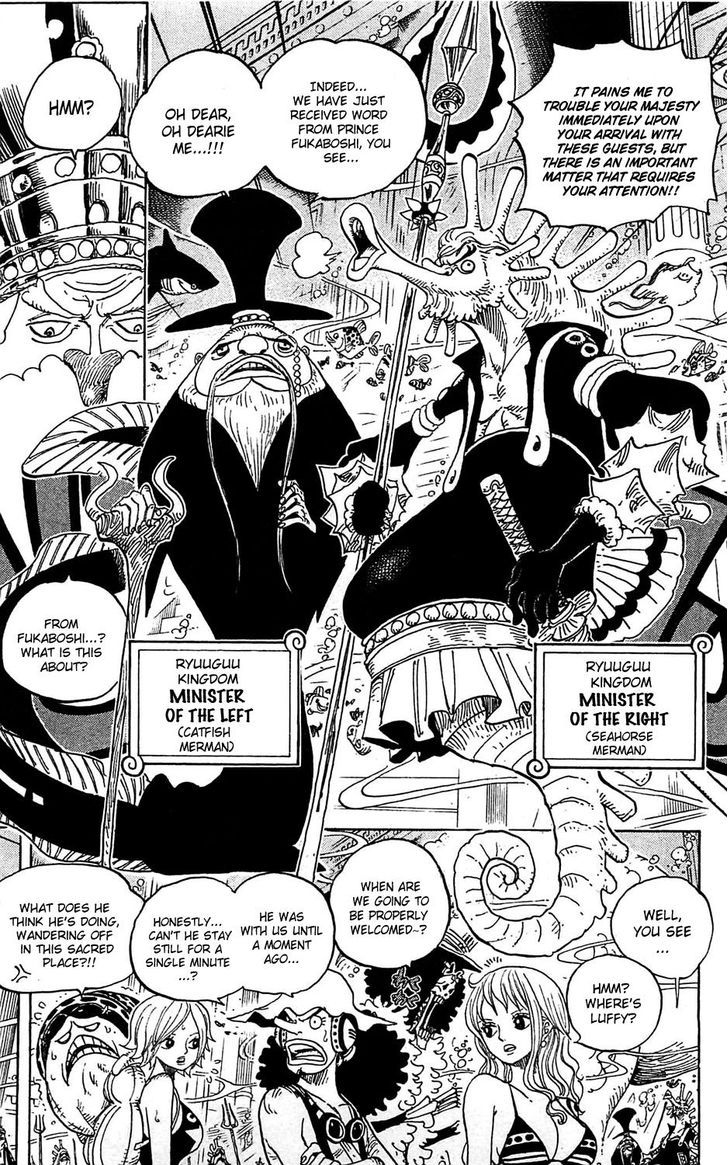 IT PAINS ME TO
TROUBLE YOUR MAJESTY
IMMEDIATELY UPON
YOUR ARRIVAL WITH
THESE GUESTS, BUT
THERE IS AN IMPORTANT
MATTER THAT REQUIRES
YOUR ATTENTION!!
INDEED...
WE HAVE JUST
RECEIVED WORD
FROM PRINCE
FUKABOSHI, YOU
SEE...
OH DEAR,
OH DEARIE
ME...!!!
HMM?
RYUUGUU
KINGDOM
MINISTER
OF THE RIGHT
(SEAHORSE
MERMAN)
RYUUGUU
KINGDOM
MINISTER
OF THE LEFT
(CATFISH
MERMAN)
FROM
FUKABOSHI...?
WHAT IS THIS
ABOUT?
WELL,
YOU SEE
...
HMM?
WHERE'S
LUFFY?
WHEN ARE
WE GOING TO
BE PROPERLY
WELCOMED~?
HE WAS
WITH US UNTIL
A MOMENT
AGO...
HONESTLY...
CAN'T HE STAY
STILL FOR A
SINGLE MINUTE
...?
WHAT DOES HE
THINK HE'S DOING,
WANDERING OFF
IN THIS SACRED
PLACE?!!